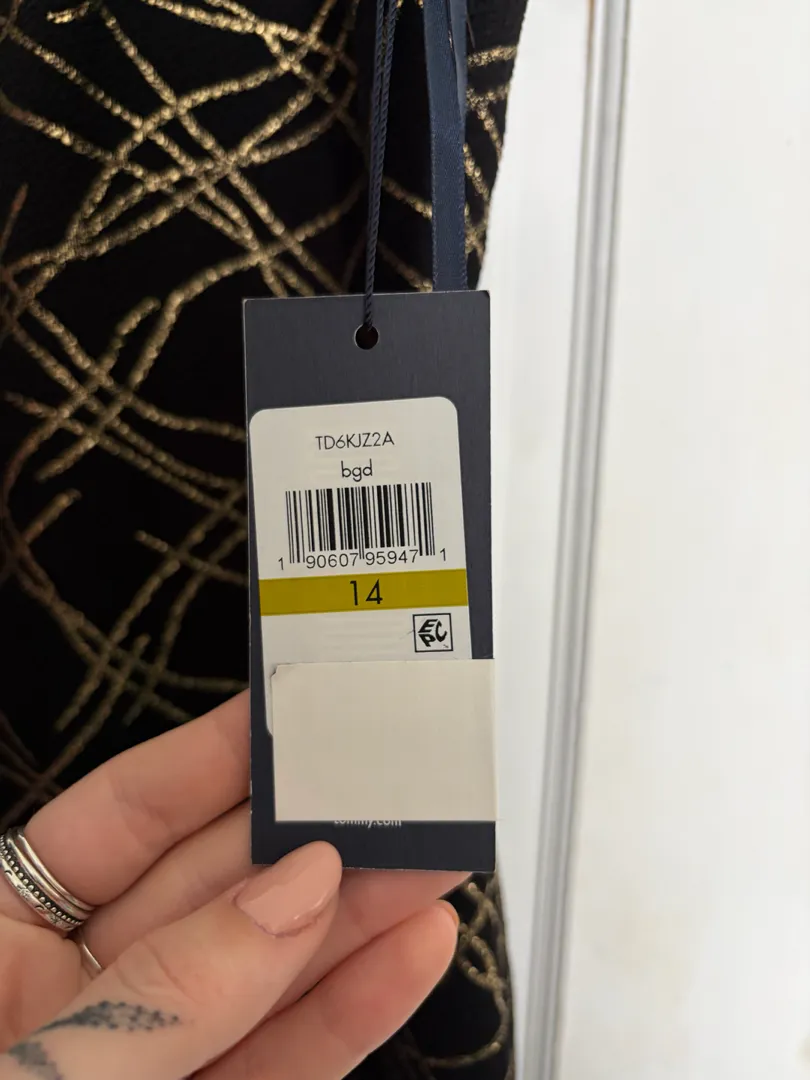 TD6KJZ2A
bgd
1 90607 95947 1
14
EPC
tommy.com